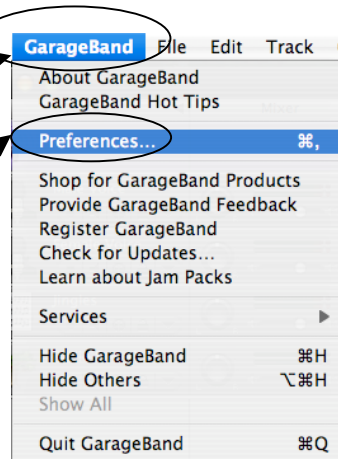 GarageBand File Edit Track
About GarageBand
GarageBand Hot Tips
Preferences... ⌘,
Shop for GarageBand Products
Provide GarageBand Feedback
Register GarageBand
Check for Updates...
Learn about Jam Packs
Services ▶
Hide GarageBand ⌘H
Hide Others ⌥⌘H
Show All
Quit GarageBand ⌘Q